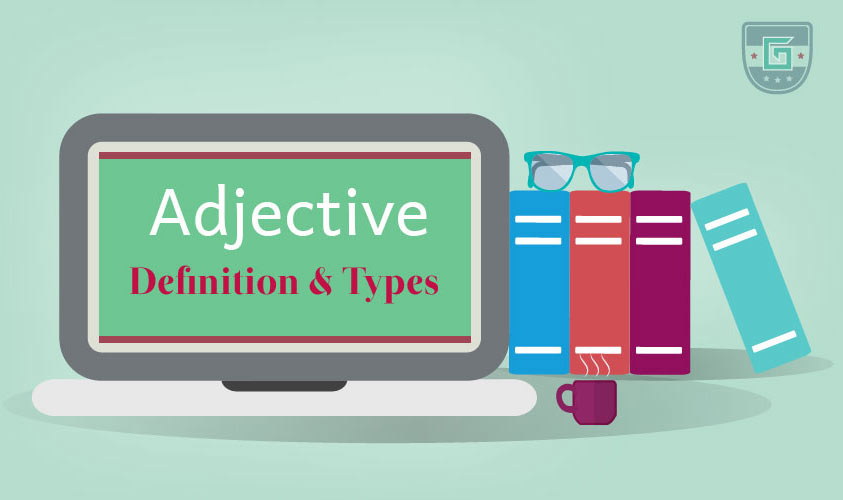 Adjective
Definition & Types
G